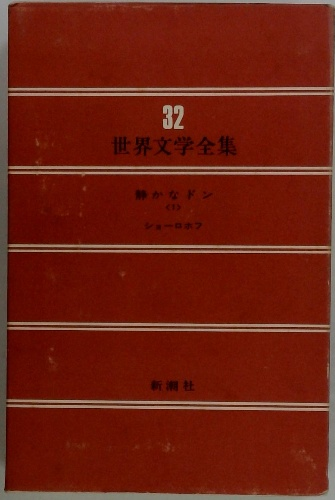 32
世界文学全集
静かなドン
〈1〉
ショーロホフ
新潮社